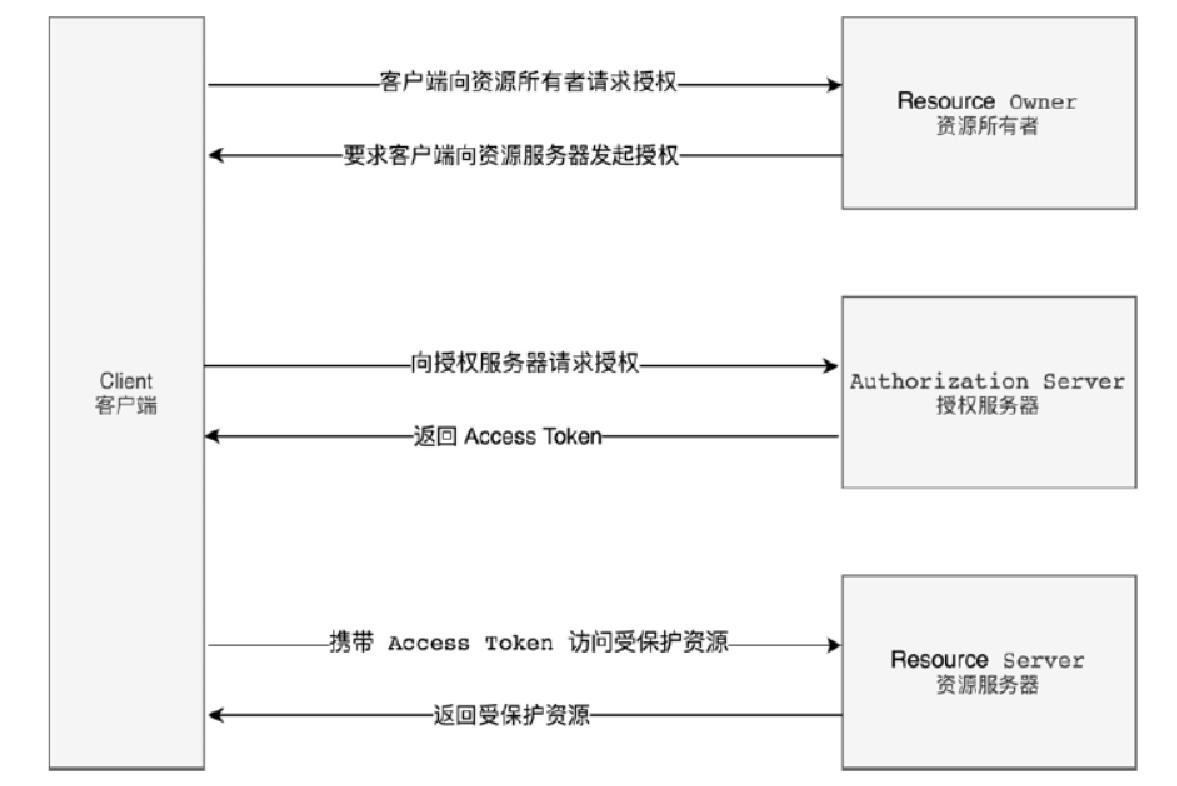 客户端向资源所有者请求授权
Resource Owner
资源所有者
要求客户端向资源服务器发起授权
向授权服务器请求授权
Client
客户端
Authorization Server
授权服务器
返回 Access Token
携带 Access Token 访问受保护资源
Resource Server
资源服务器
返回受保护资源